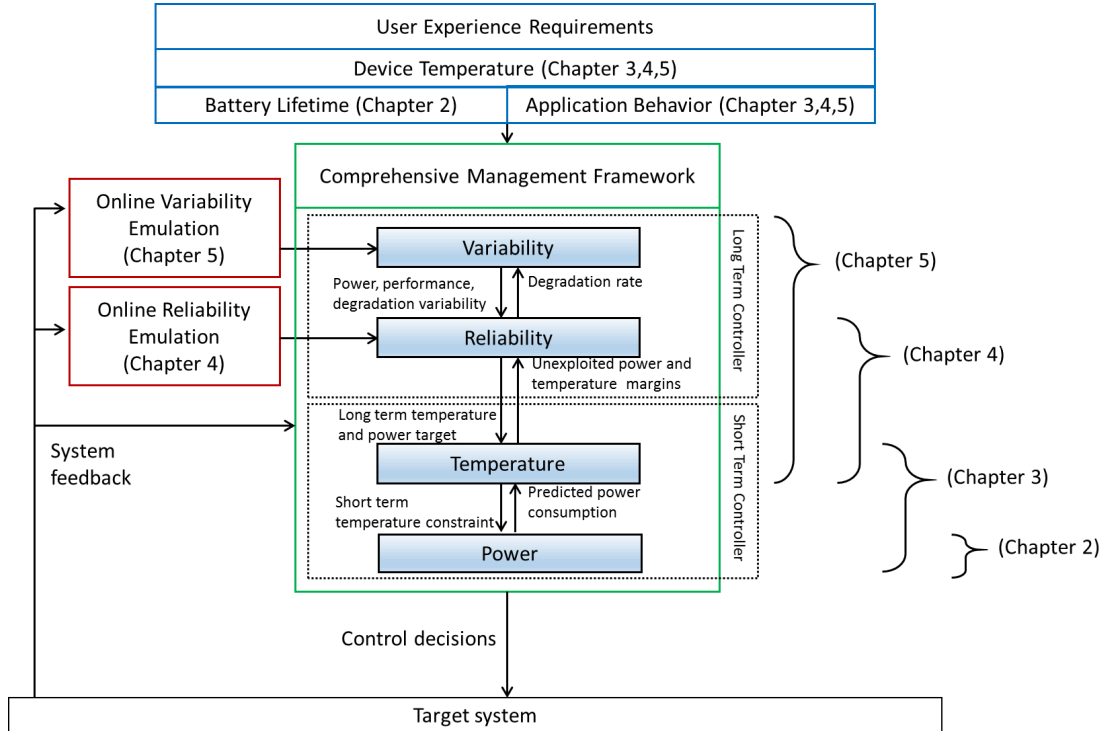 User Experience Requirements
Device Temperature (Chapter 3,4,5)
Battery Lifetime (Chapter 2)
Application Behavior (Chapter 3,4,5)
Comprehensive Management Framework
Online Variability
Emulation
(Chapter 5)
Variability
Power, performance,
degradation variability
Degradation rate
Online Reliability
Emulation
(Chapter 4)
Reliability
Unexploited power and
temperature margins
Long Term Controller
Long term temperature
and power target
Temperature
Short term
temperature constraint
Predicted power
consumption
Power
Short Term Controller
(Chapter 5)
(Chapter 4)
(Chapter 3)
(Chapter 2)
System
feedback
Control decisions
Target system